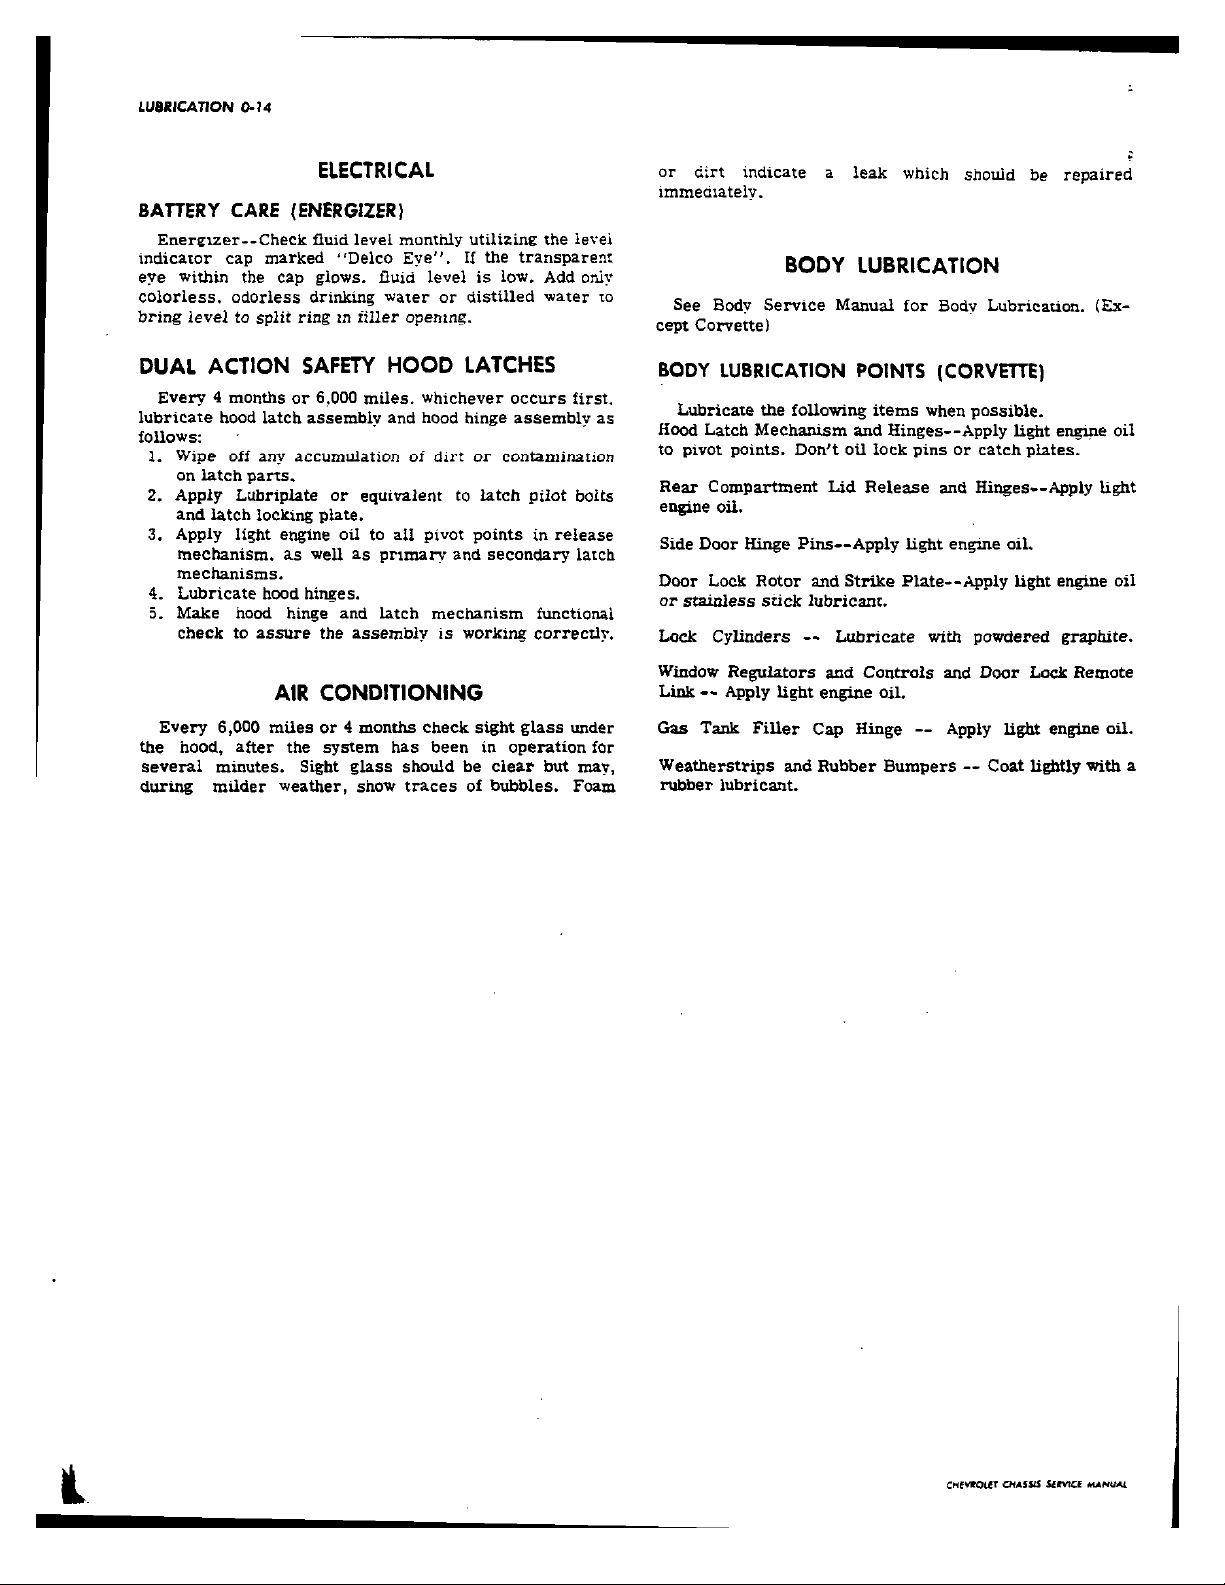 LUBRICATION 0-14
ELECTRICAL
BATTERY CARE (ENERGIZER)
Energizer--Check fluid level monthly utilizing the level
indicator cap marked "Delco Eye". If the transparent
eye within the cap glows, fluid level is low. Add only
colorless, odorless drinking water or distilled water to
bring level to split ring in filler opening.
DUAL ACTION SAFETY HOOD LATCHES
Every 4 months or 6,000 miles, whichever occurs first,
lubricate hood latch assembly and hood hinge assembly as
follows:
1. Wipe off any accumulation of dirt or contamination
on latch parts.
2. Apply Lubriplate or equivalent to latch pilot bolts
and latch locking plate.
3. Apply light engine oil to all pivot points in release
mechanism, as well as primary and secondary latch
mechanisms.
4. Lubricate hood hinges.
5. Make hood hinge and latch mechanism functional
check to assure the assembly is working correctly.
AIR CONDITIONING
Every 6,000 miles or 4 months check sight glass under
the hood, after the system has been in operation for
several minutes. Sight glass should be clear but may,
during milder weather, show traces of bubbles. Foam
or dirt indicate a leak which should be repaired
immediately.
BODY LUBRICATION
See Body Service Manual for Body Lubrication. (Ex-
cept Corvette)
BODY LUBRICATION POINTS (CORVETTE)
Lubricate the following items when possible.
Hood Latch Mechanism and Hinges--Apply light engine oil
to pivot points. Don't oil lock pins or catch plates.
Rear Compartment Lid Release and Hinges--Apply light
engine oil.
Side Door Hinge Pins--Apply light engine oil.
Door Lock Rotor and Strike Plate--Apply light engine oil
or stainless stick lubricant.
Lock Cylinders -- Lubricate with powdered graphite.
Window Regulators and Controls and Door Lock Remote
Link -- Apply light engine oil.
Gas Tank Filler Cap Hinge -- Apply light engine oil.
Weatherstrips and Rubber Bumpers -- Coat lightly with a
rubber lubricant.
CHEVROLET CHASSIS SERVICE MANUAL